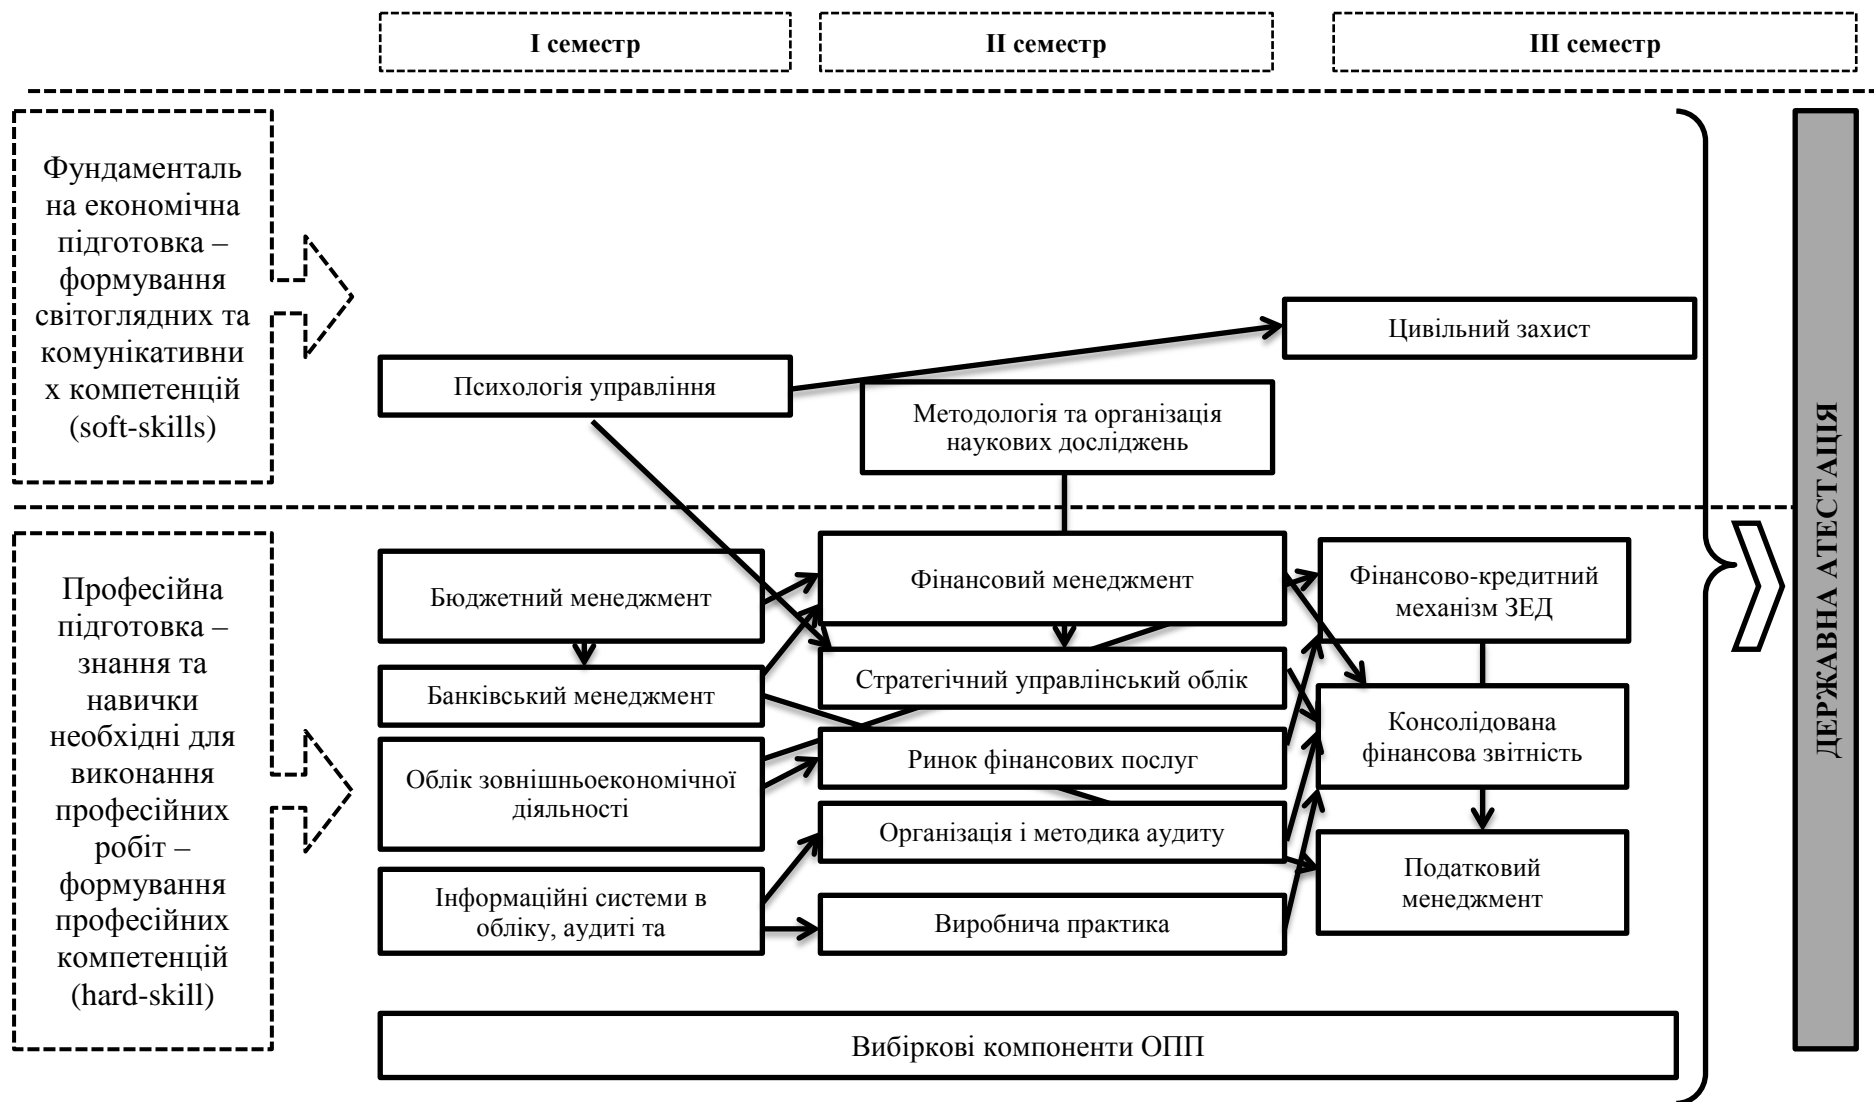 І семестр
ІІ семестр
ІІІ семестр
Фундаменталь
на економічна
підготовка –
формування
світоглядних та
комунікативни
х компетенцій
(soft-skills)
Цивільний захист
Психологія управління
Методологія та організація
наукових досліджень
ДЕРЖАВНА АТЕСТАЦІЯ
Професійна
підготовка –
знання та
навички
необхідні для
виконання
професійних
робіт –
формування
професійних
компетенцій
(hard-skill)
Бюджетний менеджмент
Фінансовий менеджмент
Фінансово-кредитний
механізм ЗЕД
Банківський менеджмент
Стратегічний управлінський облік
Консолідована
фінансова звітність
Облік зовнішньоекономічної
діяльності
Ринок фінансових послуг
Організація і методика аудиту
Податковий
менеджмент
Інформаційні системи в
обліку, аудиті та
Виробнича практика
Вибіркові компоненти ОПП